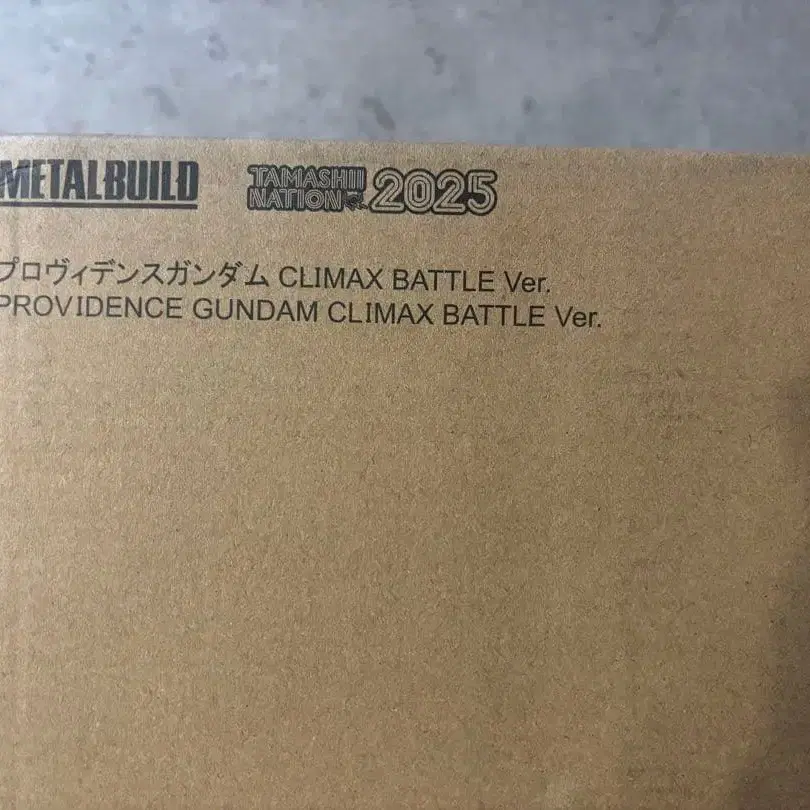 METALBUILD TAMASHII NATION 2025
プロヴィデンスガンダム CLIMAX BATTLE Ver.
PROVIDENCE GUNDAM CLIMAX BATTLE Ver.